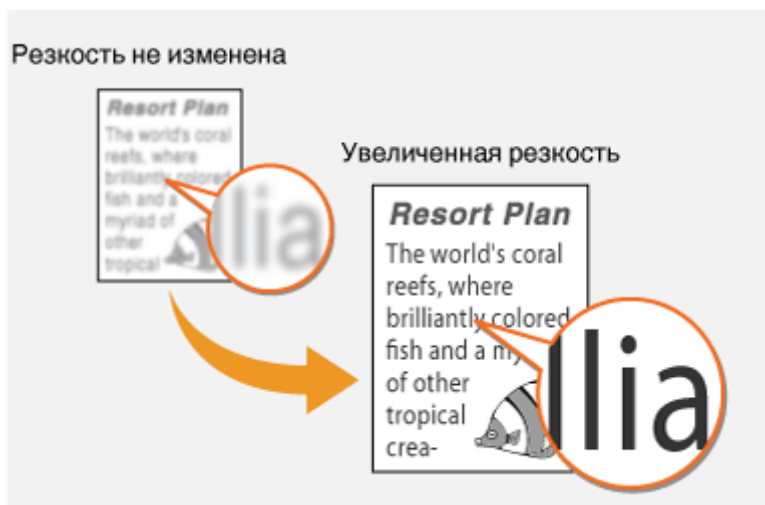 Резкость не изменена
Resort Plan
The world's coral
reefs, where
brilliantly colored
fish and a
myriad of
other
tropical
llia
Увеличенная резкость
Resort Plan
The world's coral
reefs, where
brilliantly colored
fish and a my
of other
tropical
crea-
llia